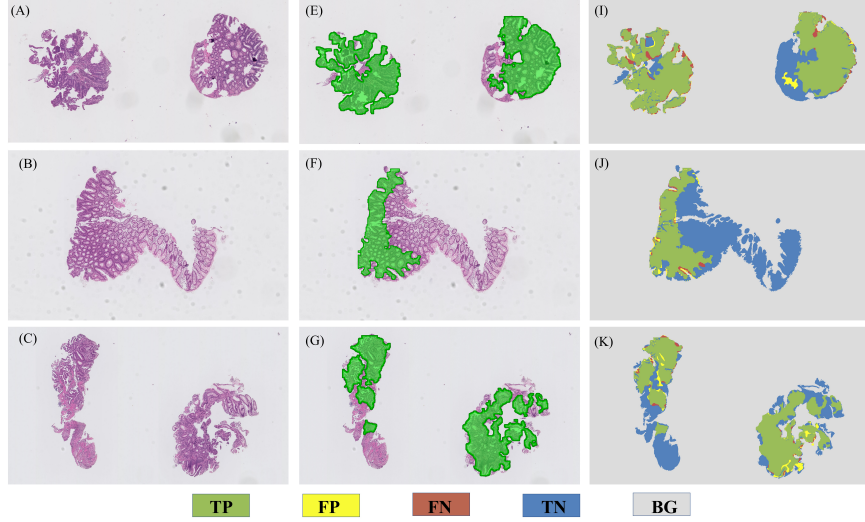 (A) (E) (I)
(B) (F) (J)
(C) (G) (K)
TP FP FN TN BG